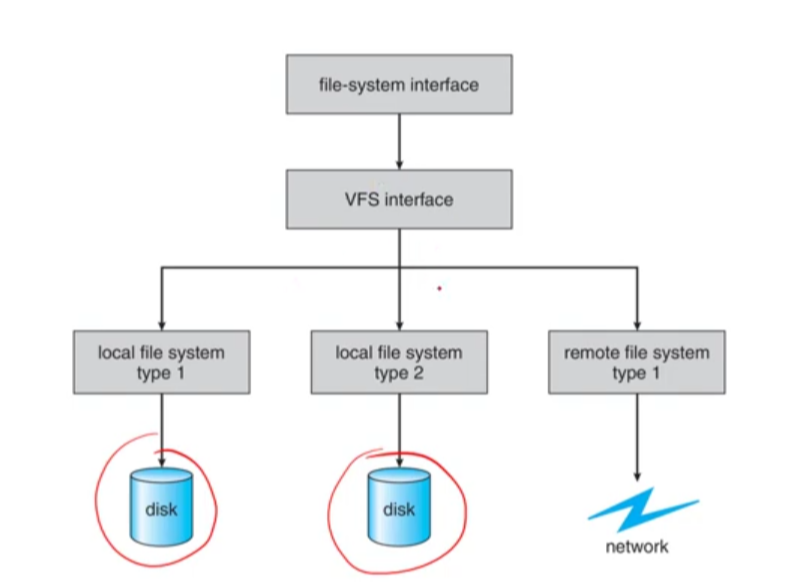 file-system interface
VFS interface
local file system
type 1
local file system
type 2
remote file system
type 1
disk
disk
network